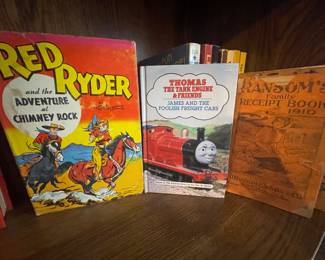 RED
RYDER
and the
ADVENTURE
at
CHIMNEY ROCK
THOMAS
THE TANK ENGINE
& FRIENDS
JAMES AND THE
FOOLISH FREIGHT CARS
RANSOM'S
Family
RECEIPT BOOK
1910